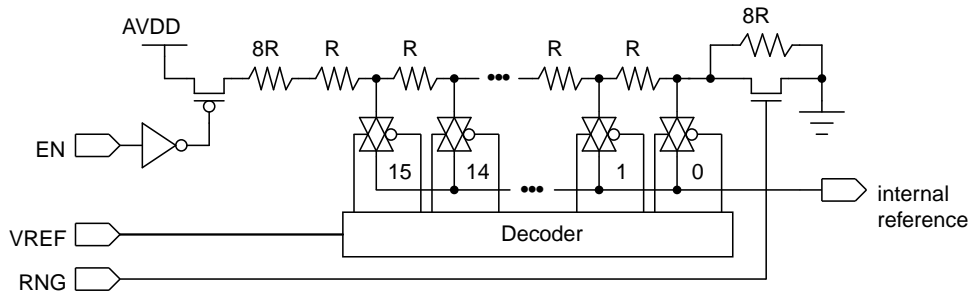 8R
AVDD
8R R R R R
EN
15 14 1 0
internal
reference
VREF
Decoder
RNG